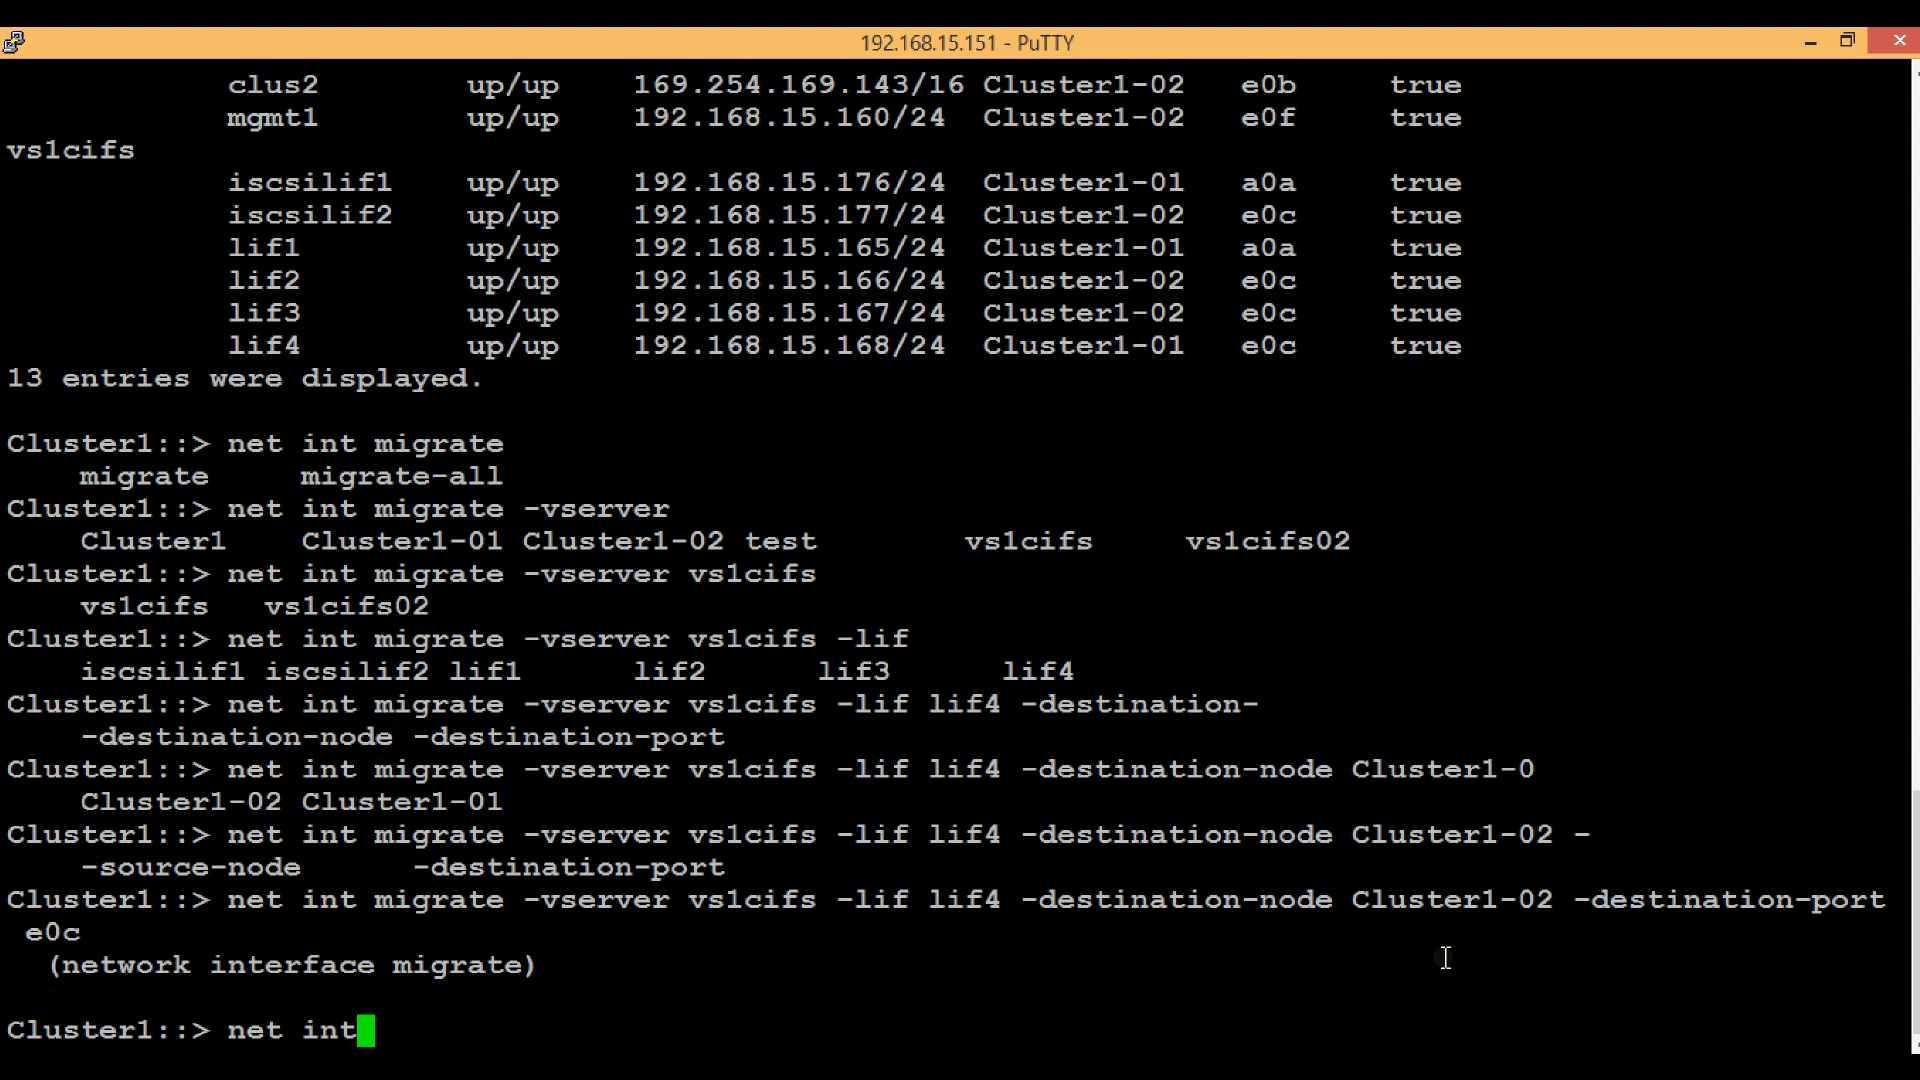 192.168.15.151 - PuTTY
clus2 up/up 169.254.169.143/16 Cluster1-02 e0b true
mgmt1 up/up 192.168.15.160/24 Cluster1-02 e0f true
vs1cifs
iscsilif1 up/up 192.168.15.176/24 Cluster1-01 a0a true
iscsilif2 up/up 192.168.15.177/24 Cluster1-02 e0c true
lif1 up/up 192.168.15.165/24 Cluster1-01 a0a true
lif2 up/up 192.168.15.166/24 Cluster1-02 e0c true
lif3 up/up 192.168.15.167/24 Cluster1-02 e0c true
lif4 up/up 192.168.15.168/24 Cluster1-01 e0c true
13 entries were displayed.
Cluster1::> net int migrate
migrate migrate-all
Cluster1::> net int migrate -vserver
Cluster1 Cluster1-01 Cluster1-02 test vs1cifs vs1cifs02
Cluster1::> net int migrate -vserver vs1cifs
vs1cifs vs1cifs02
Cluster1::> net int migrate -vserver vs1cifs -lif
iscsilif1 iscsilif2 lif1 lif2 lif3 lif4
Cluster1::> net int migrate -vserver vs1cifs -lif lif4 -destination-
-destination-node -destination-port
Cluster1::> net int migrate -vserver vs1cifs -lif lif4 -destination-node Cluster1-0
Cluster1-02 Cluster1-01
Cluster1::> net int migrate -vserver vs1cifs -lif lif4 -destination-node Cluster1-02 -
-source-node -destination-port
Cluster1::> net int migrate -vserver vs1cifs -lif lif4 -destination-node Cluster1-02 -destination-port
e0c
(network interface migrate)
Cluster1::> net int